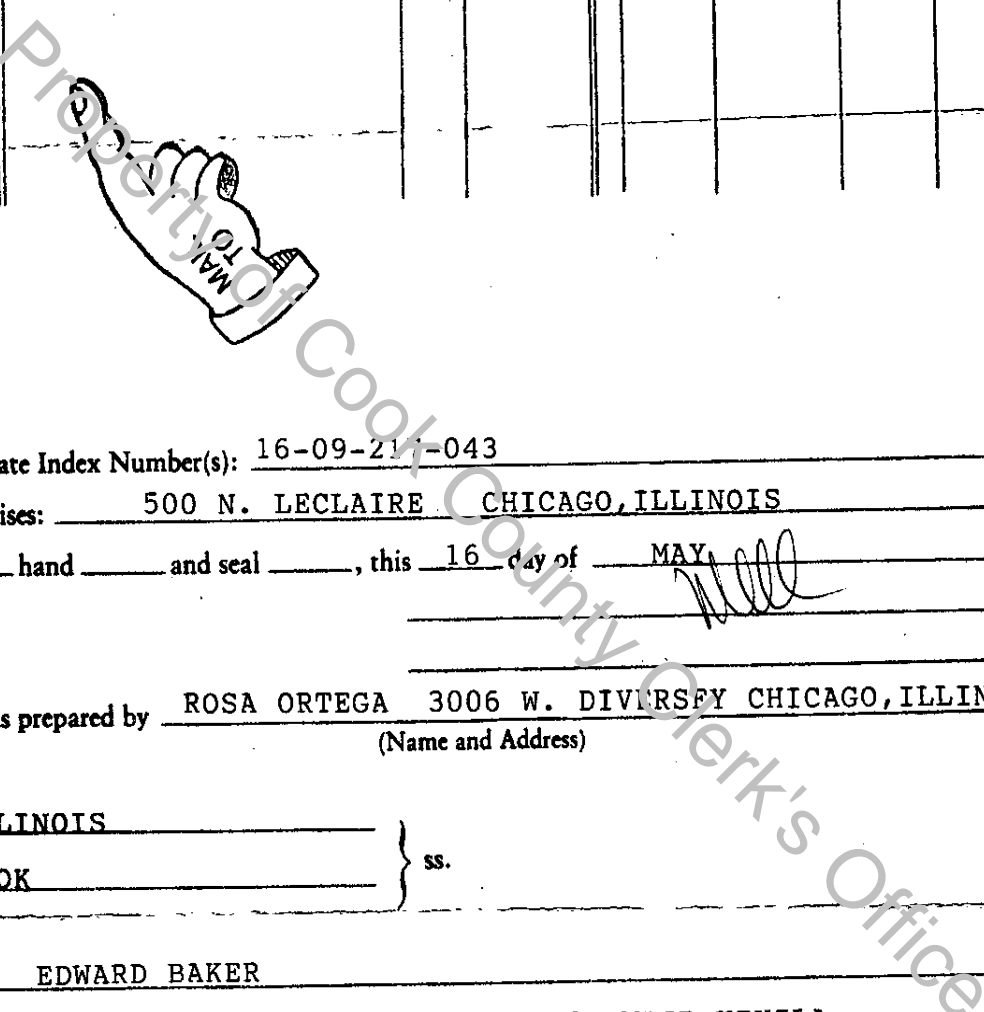 Property of Cook County Clerk's Office
MAIL TO
ate Index Number(s): 16-09-21 -043
ises: 500 N. LECLAIRE CHICAGO, ILLINOIS
hand and seal , this 16 day of MAY
s prepared by ROSA ORTEGA 3006 W. DIVERSEY CHICAGO, ILLIN
(Name and Address)
LINOIS
OK
ss.
EDWARD BAKER